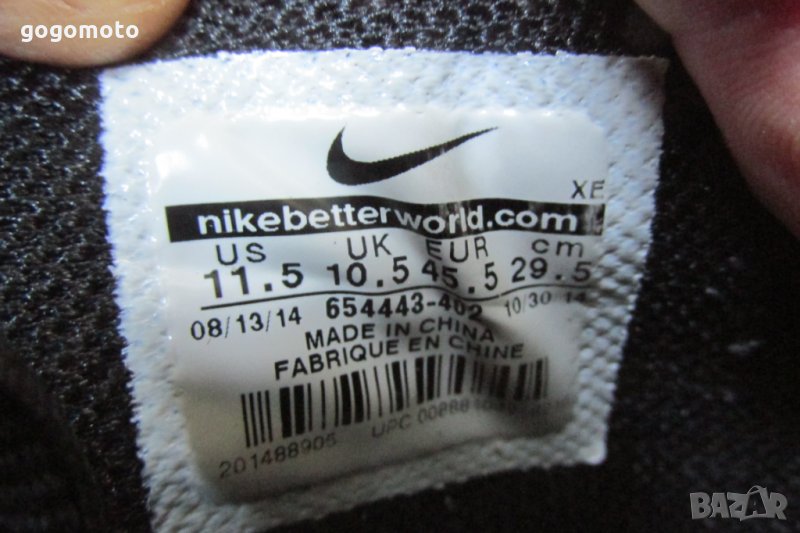 gogomoto
XE
nikebetterworld.com
US UK EUR cm
11.5 10.5 45.5 29.5
08/13/14 654443-402 10/30/14
MADE IN CHINA
FABRIQUE EN CHINE
201488905 UPC
BAZAR